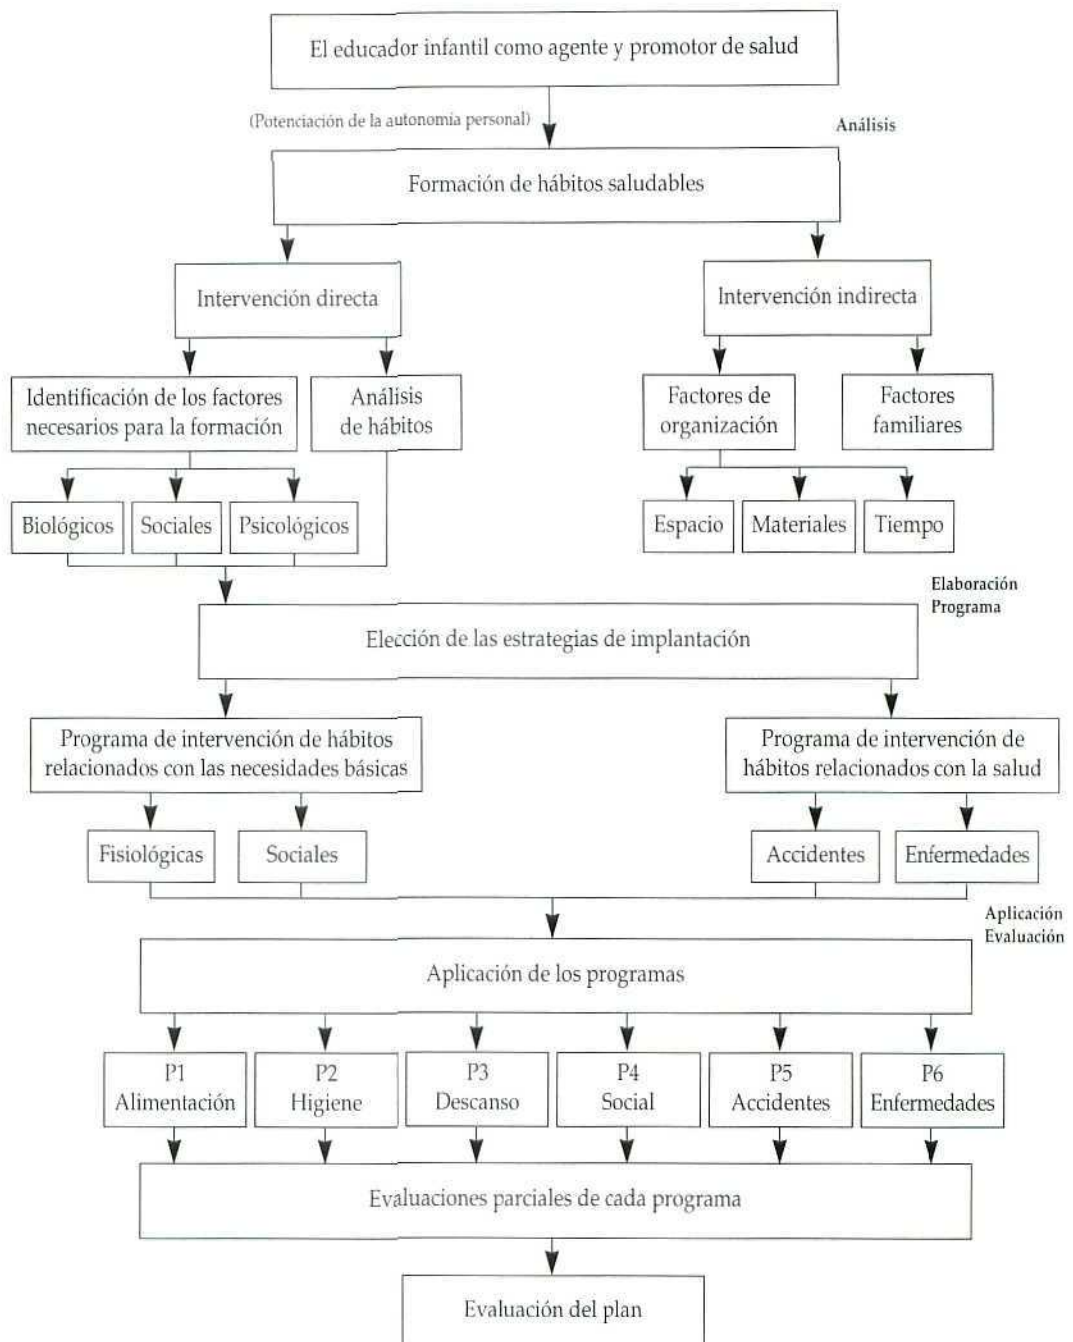 El educador infantil como agente y promotor de salud
(Potenciación de la autonomía personal)
Análisis
Formación de hábitos saludables
Intervención directa
Intervención indirecta
Identificación de los factores
necesarios para la formación
Análisis
de hábitos
Factores de
organización
Factores
familiares
Biológicos
Sociales
Psicológicos
Espacio
Materiales
Tiempo
Elaboración
Programa
Elección de las estrategias de implantación
Programa de intervención de hábitos
relacionados con las necesidades básicas
Programa de intervención de
hábitos relacionados con la salud
Fisiológicas
Sociales
Accidentes
Enfermedades
Aplicación
Evaluación
Aplicación de los programas
P1
Alimentación
P2
Higiene
P3
Descanso
P4
Social
P5
Accidentes
P6
Enfermedades
Evaluaciones parciales de cada programa
Evaluación del plan